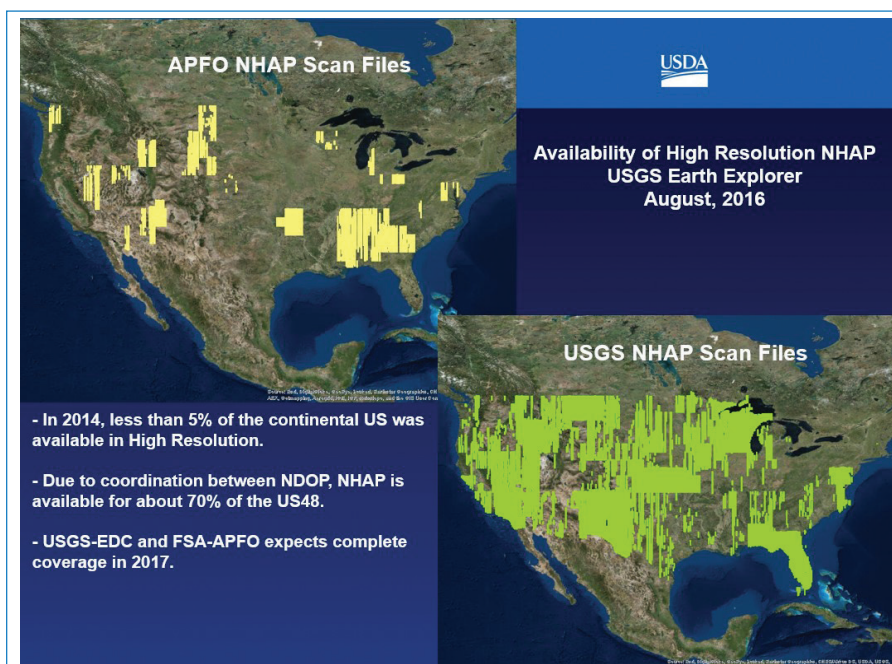 APFO NHAP Scan Files
USDA
Availability of High Resolution NHAP
USGS Earth Explorer
August, 2016
USGS NHAP Scan Files
- In 2014, less than 5% of the continental US was
available in High Resolution.
- Due to coordination between NDOP, NHAP is
available for about 70% of the US48.
- USGS-EDC and FSA-APFO expects complete
coverage in 2017.